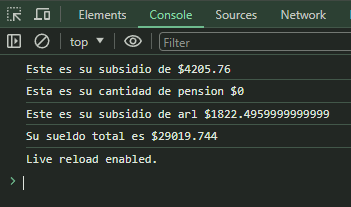 Elements Console Sources Network
top Filter
Este es su subsidio de $4205.76
Esta es su cantidad de pension $0
Este es su subsidio de arl $1822.4959999999999
Su sueldo total es $29019.744
Live reload enabled.
>